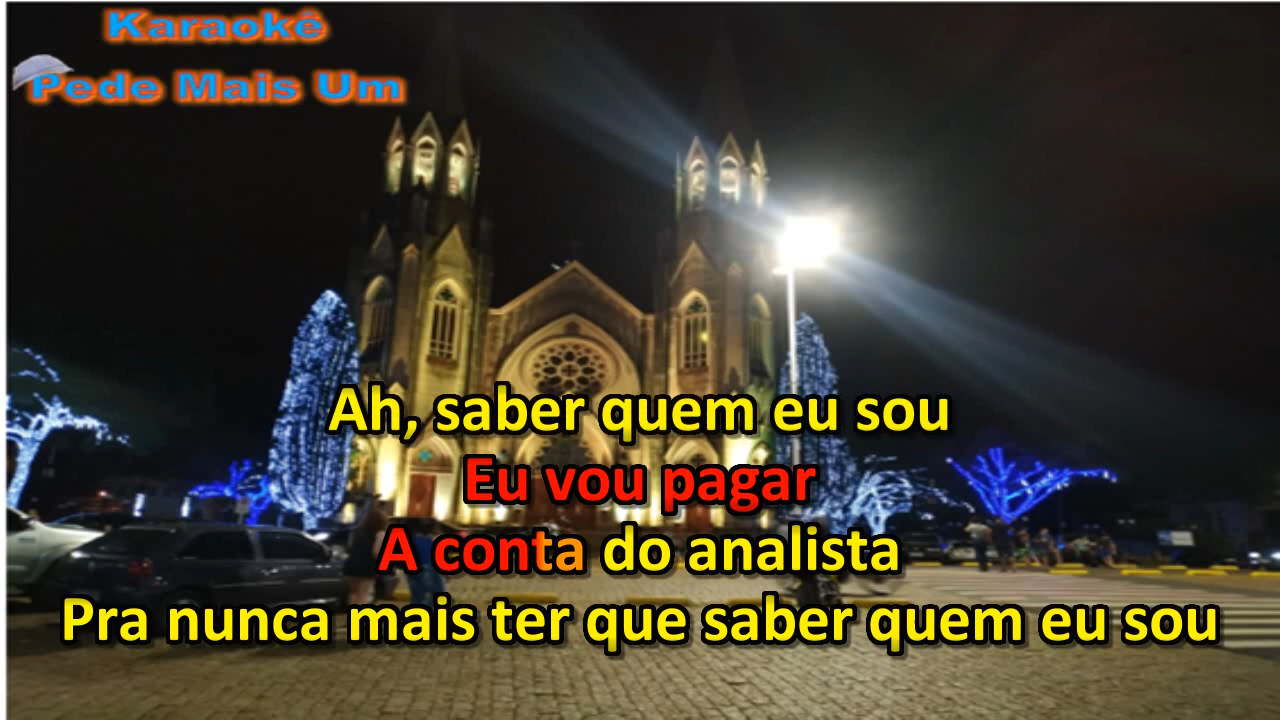 Karaokê
Pede Mais Um
Ah, saber quem eu sou
Eu vou pagar
A conta do analista
Pra nunca mais ter que saber quem eu sou